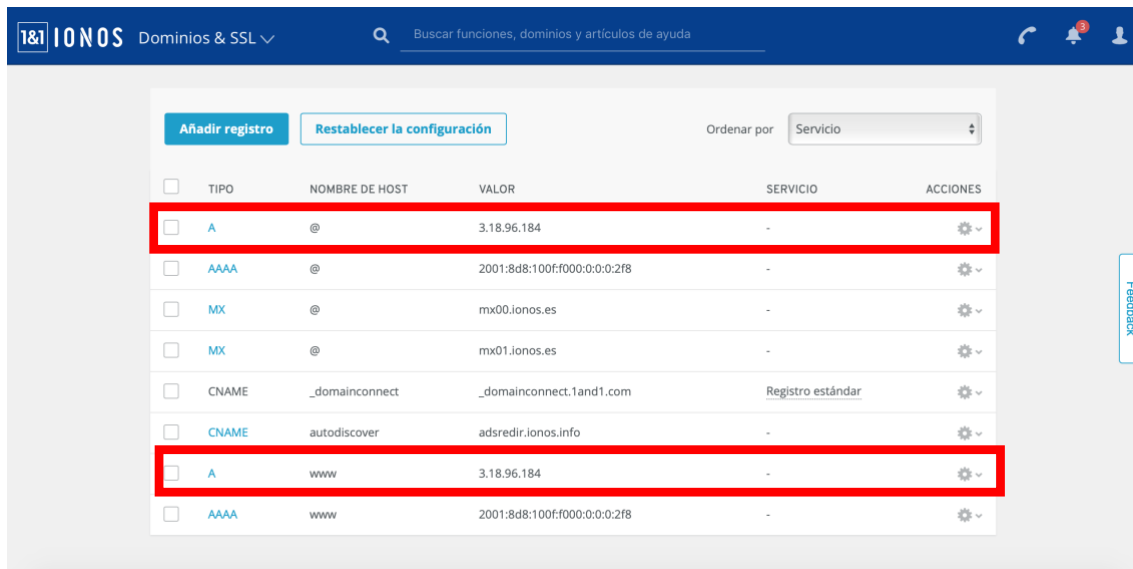 1&1 IONOS Dominios & SSL Buscar funciones, dominios y artículos de ayuda 3
Añadir registro Restablecer la configuración Ordenar por Servicio
TIPO NOMBRE DE HOST VALOR SERVICIO ACCIONES
A @ 3.18.96.184 -
AAAA @ 2001:8d8:100f:f000:0:0:0:2f8 -
MX @ mx00.ionos.es -
MX @ mx01.ionos.es -
CNAME _domainconnect _domainconnect.1and1.com Registro estándar
CNAME autodiscover adsredir.ionos.info -
A www 3.18.96.184 -
AAAA www 2001:8d8:100f:f000:0:0:0:2f8 -
Feedback